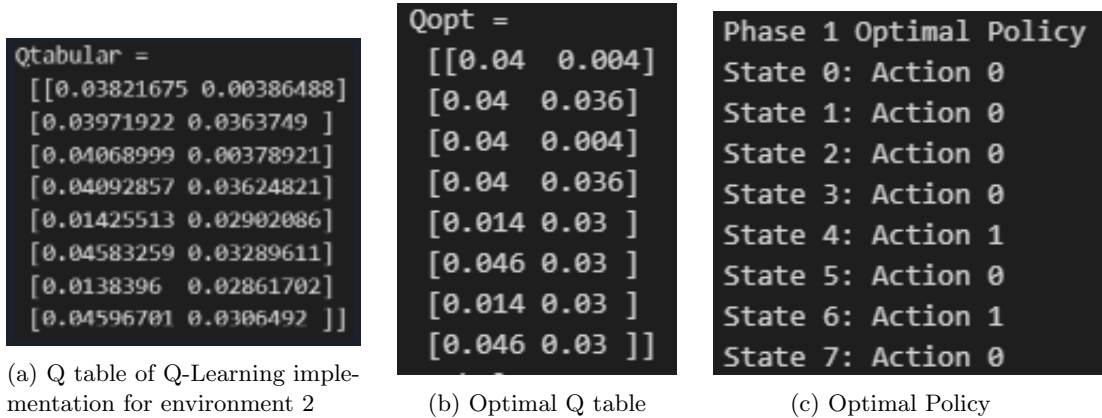 Qtabular =
[[0.03821675 0.00386488]
[0.03971922 0.0363749 ]
[0.04068999 0.00378921]
[0.04092857 0.03624821]
[0.01425513 0.02902086]
[0.04583259 0.03289611]
[0.0138396  0.02861702]
[0.04596701 0.0306492 ]]
(a) Q table of Q-Learning imple-
mentation for environment 2
Qopt =
[[0.04  0.004]
[0.04  0.036]
[0.04  0.004]
[0.04  0.036]
[0.014 0.03 ]
[0.046 0.03 ]
[0.014 0.03 ]
[0.046 0.03 ]]
(b) Optimal Q table
Phase 1 Optimal Policy
State 0: Action 0
State 1: Action 0
State 2: Action 0
State 3: Action 0
State 4: Action 1
State 5: Action 0
State 6: Action 1
State 7: Action 0
(c) Optimal Policy